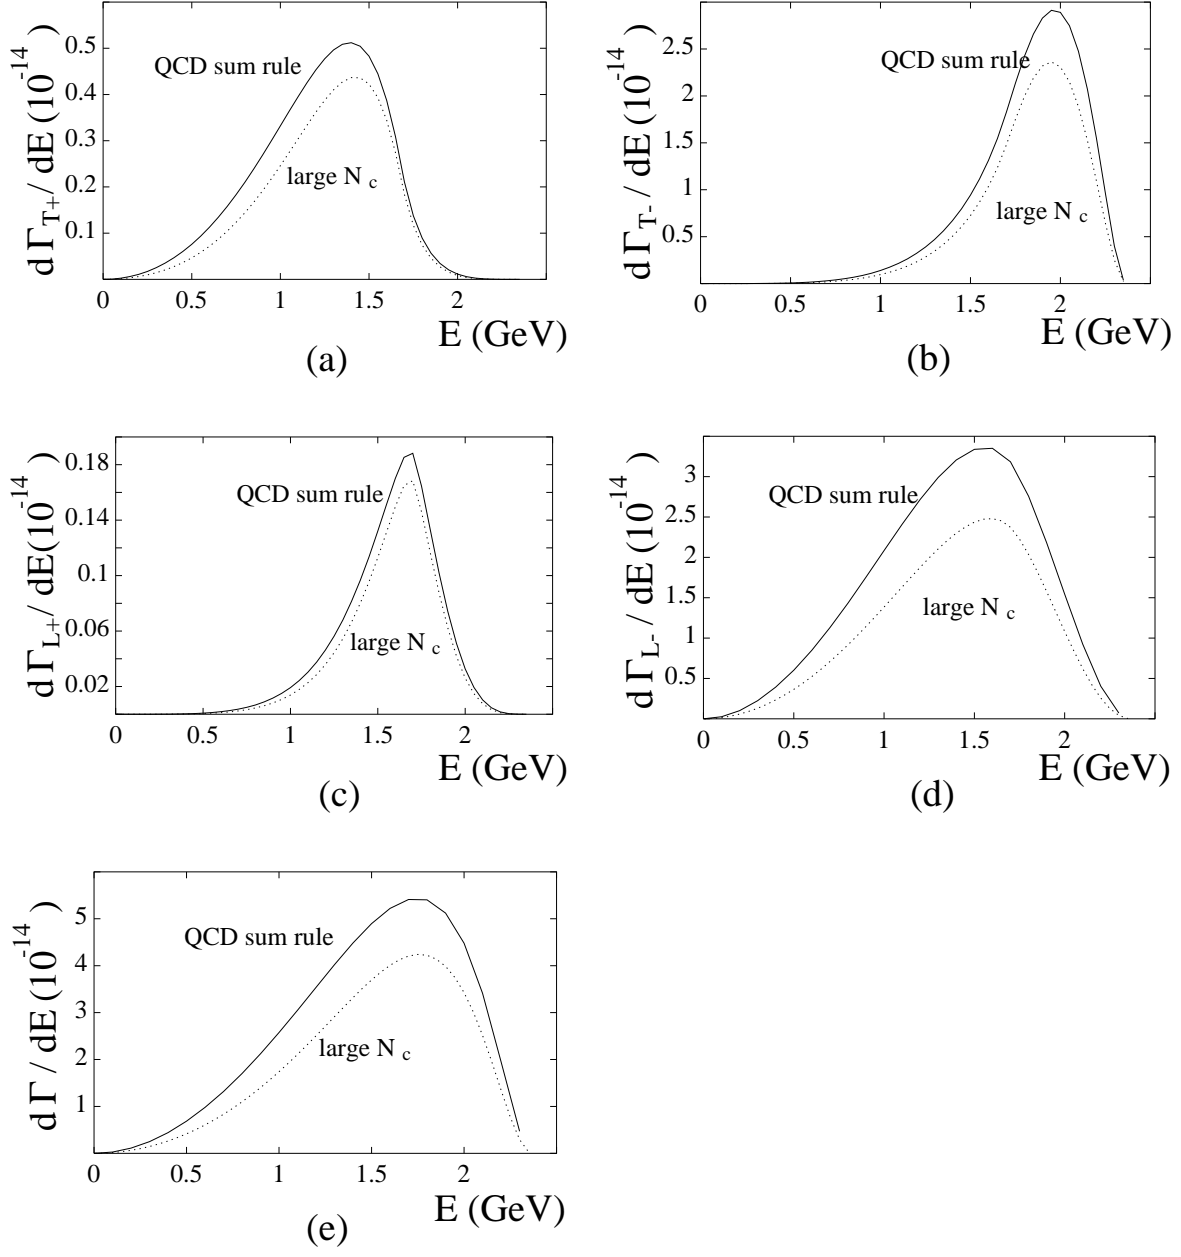 dΓT+/ dE (10-14 )
0.5
0.4
0.3
0.2
0.1
QCD sum rule
large N c
0 0.5 1 1.5 2
E (GeV)
(a)
dΓT- / dE (10-14 )
2.5
2
1.5
1
0.5
QCD sum rule
large N c
0 0.5 1 1.5 2
E (GeV)
(b)
dΓL+/ dE(10-14 )
0.18
0.14
0.1
0.06
0.02
QCD sum rule
large N c
0 0.5 1 1.5 2
E (GeV)
(c)
dΓL- / dE (10-14 )
3
2.5
2
1.5
1
0.5
QCD sum rule
large N c
0 0.5 1 1.5 2
E (GeV)
(d)
dΓ / dE (10-14 )
5
4
3
2
1
QCD sum rule
large N c
0 0.5 1 1.5 2
E (GeV)
(e)